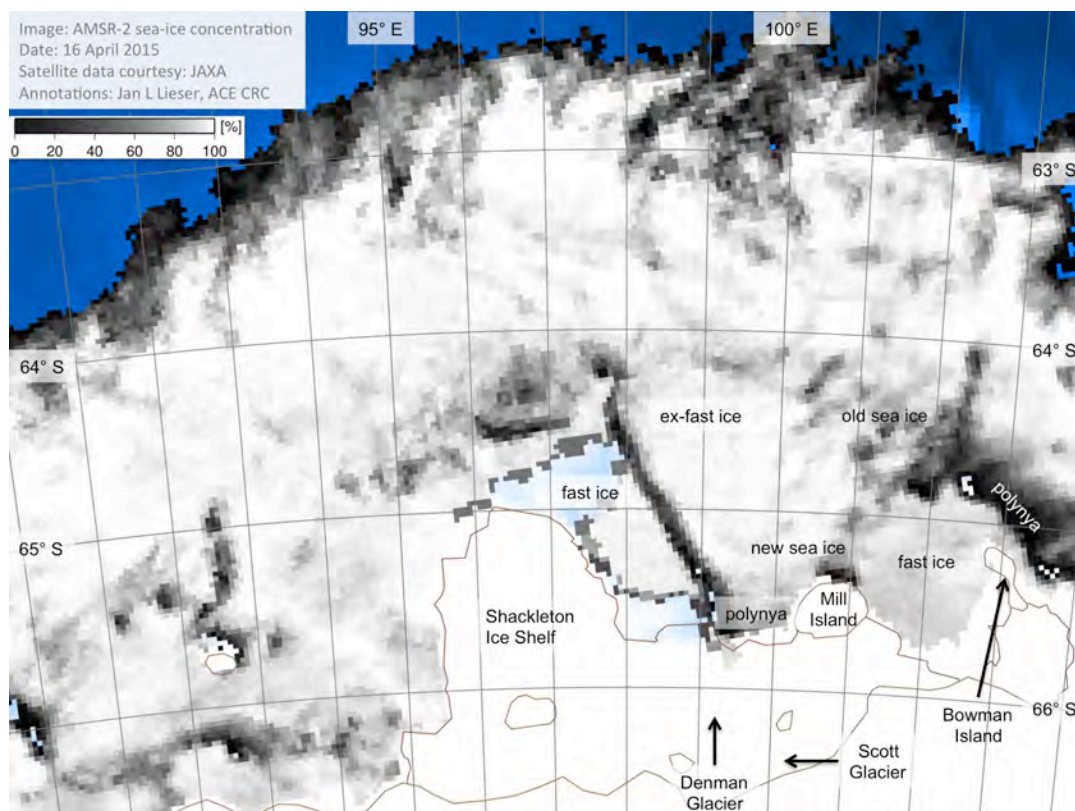 Image: AMSR-2 sea-ice concentration
Date: 16 April 2015
Satellite data courtesy: JAXA
Annotations: Jan L Lieser, ACE CRC
95° E
100° E
[%]
0 20 40 60 80 100
63° S
64° S
64° S
ex-fast ice
old sea ice
fast ice
polynya
65° S
new sea ice
fast ice
Shackleton
Ice Shelf
polynya
Mill
Island
66° S
Bowman
Island
Scott
Glacier
Denman
Glacier